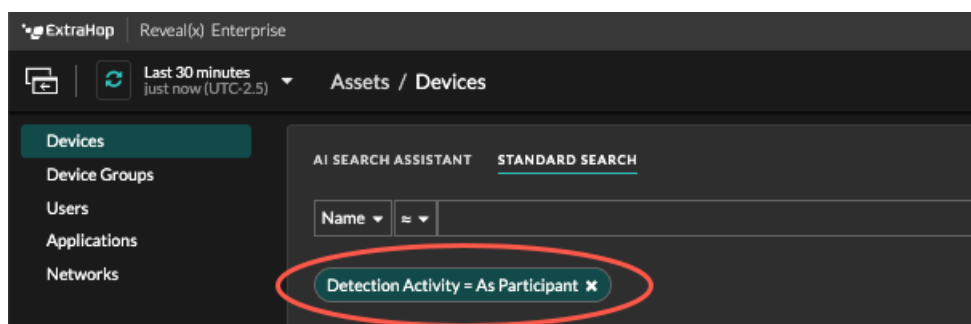 ExtraHop Reveal(x) Enterprise
Last 30 minutes
just now (UTC-2.5)
Assets / Devices
Devices
Device Groups
Users
Applications
Networks
AI SEARCH ASSISTANT STANDARD SEARCH
Name ≈
Detection Activity = As Participant ×